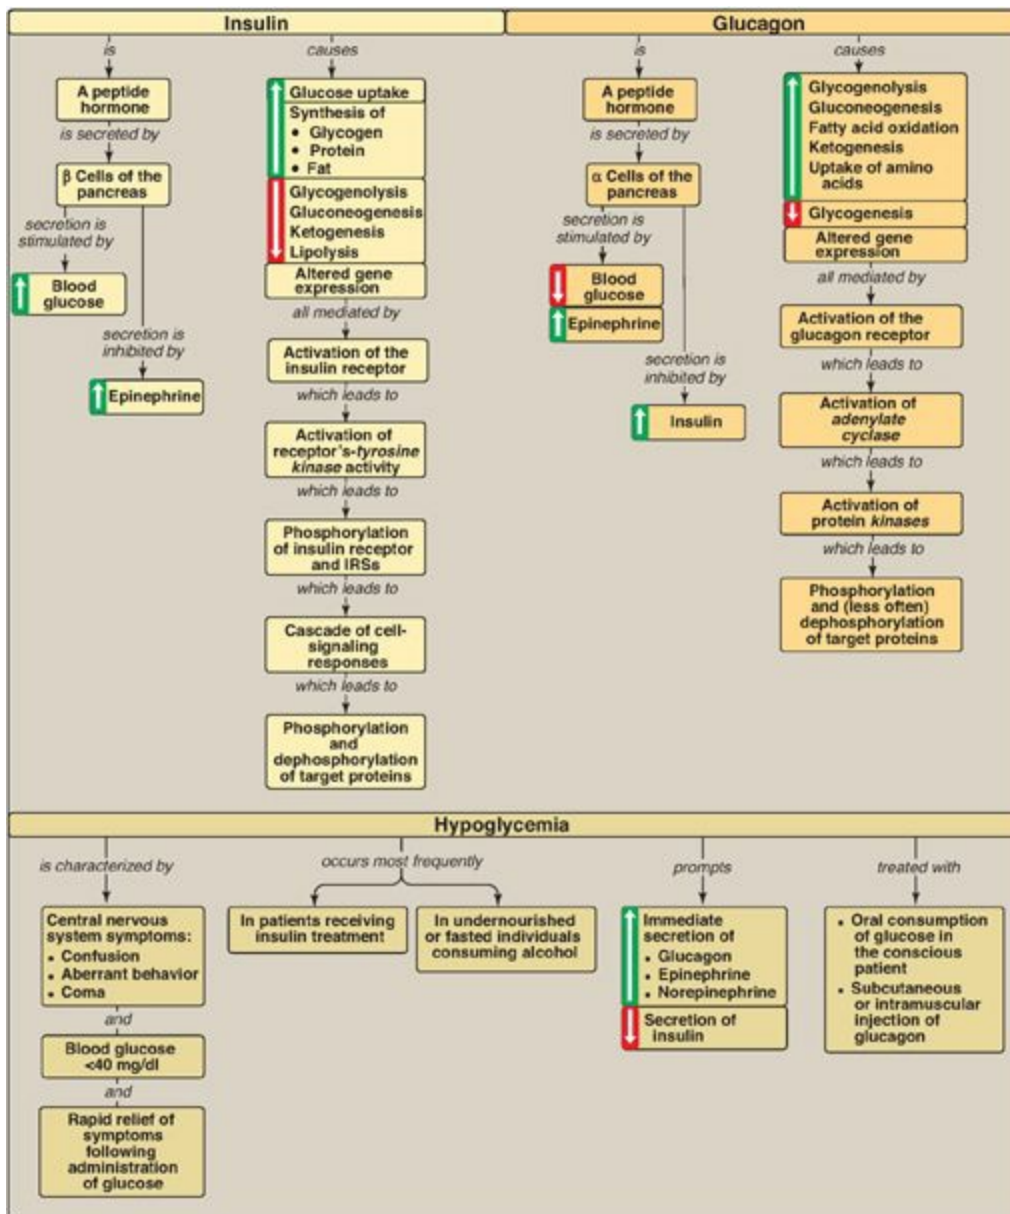 Insulin
is
A peptide
hormone
is secreted by
β Cells of the
pancreas
secretion is
stimulated by
Blood
glucose
secretion is
inhibited by
Epinephrine
causes
Glucose uptake
Synthesis of
• Glycogen
• Protein
• Fat
Glycogenolysis
Gluconeogenesis
Ketogenesis
Lipolysis
Altered gene
expression
all mediated by
Activation of the
insulin receptor
which leads to
Activation of
receptor's-tyrosine
kinase activity
which leads to
Phosphorylation
of insulin receptor
and IRSs
which leads to
Cascade of cell-
signaling
responses
which leads to
Phosphorylation
and
dephosphorylation
of target proteins
Glucagon
is
A peptide
hormone
is secreted by
α Cells of the
pancreas
secretion is
stimulated by
Blood
glucose
Epinephrine
secretion is
inhibited by
Insulin
causes
Glycogenolysis
Gluconeogenesis
Fatty acid oxidation
Ketogenesis
Uptake of amino
acids
Glycogenesis
Altered gene
expression
all mediated by
Activation of the
glucagon receptor
which leads to
Activation of
adenylate
cyclase
which leads to
Activation of
protein kinases
which leads to
Phosphorylation
and (less often)
dephosphorylation
of target proteins
Hypoglycemia
is characterized by
Central nervous
system symptoms:
• Confusion
• Aberrant behavior
• Coma
and
Blood glucose
<40 mg/dl
and
Rapid relief of
symptoms
following
administration
of glucose
occurs most frequently
In patients receiving
insulin treatment
In undernourished
or fasted individuals
consuming alcohol
prompts
Immediate
secretion of
• Glucagon
• Epinephrine
• Norepinephrine
Secretion of
insulin
treated with
• Oral consumption
of glucose in
the conscious
patient
• Subcutaneous
or intramuscular
injection of
glucagon